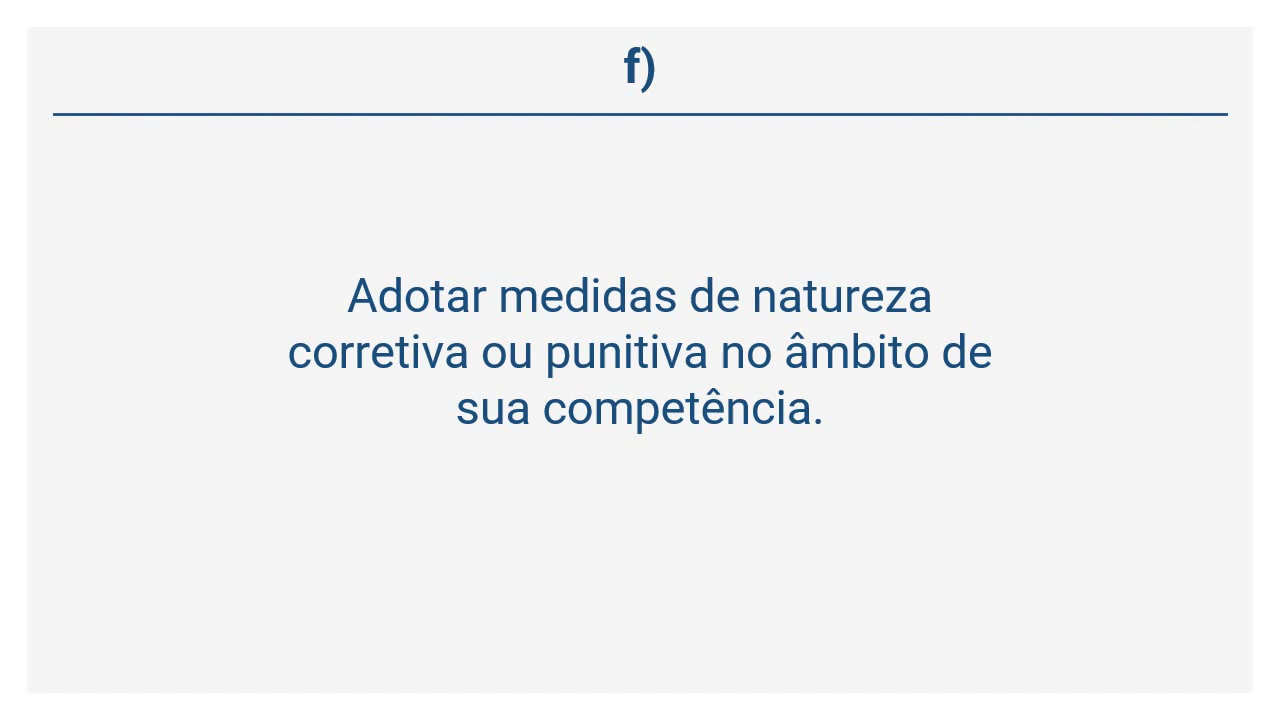 f)
Adotar medidas de natureza
corretiva ou punitiva no âmbito de
sua competência.